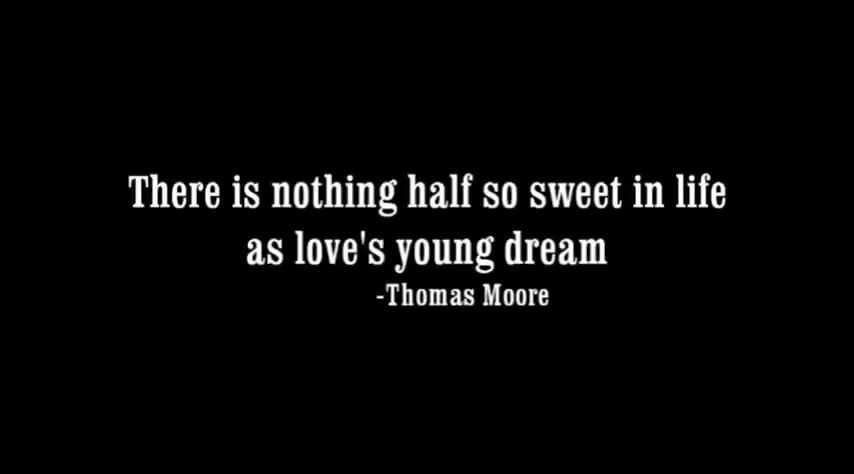 There is nothing half so sweet in life
as love's young dream
-Thomas Moore